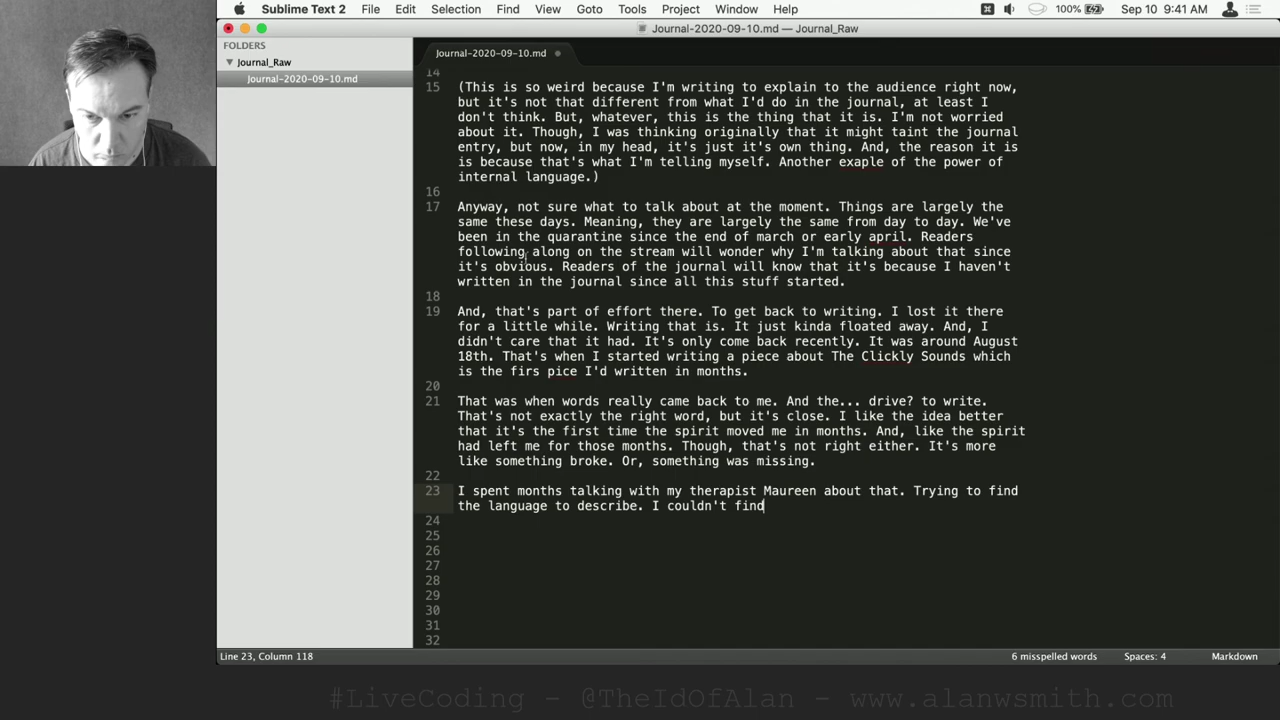 Sublime Text 2 File Edit Selection Find View Goto Tools Project Window Help 100% Sep 10 9:41 AM
Journal-2020-09-10.md — Journal_Raw
FOLDERS
Journal_Raw
Journal-2020-09-10.md
Journal-2020-09-10.md
14
15 (This is so weird because I'm writing to explain to the audience right now,
but it's not that different from what I'd do in the journal, at least I
don't think. But, whatever, this is the thing that it is. I'm not worried
about it. Though, I was thinking originally that it might taint the journal
entry, but now, in my head, it's just it's own thing. And, the reason it is
is because that's what I'm telling myself. Another exaple of the power of
internal language.)
16
17 Anyway, not sure what to talk about at the moment. Things are largely the
same these days. Meaning, they are largely the same from day to day. We've
been in the quarantine since the end of march or early april. Readers
following along on the stream will wonder why I'm talking about that since
it's obvious. Readers of the journal will know that it's because I haven't
written in the journal since all this stuff started.
18
19 And, that's part of effort there. To get back to writing. I lost it there
for a little while. Writing that is. It just kinda floated away. And, I
didn't care that it had. It's only come back recently. It was around August
18th. That's when I started writing a piece about The Clickly Sounds which
is the firs pice I'd written in months.
20
21 That was when words really came back to me. And the... drive? to write.
That's not exactly the right word, but it's close. I like the idea better
that it's the first time the spirit moved me in months. And, like the spirit
had left me for those months. Though, that's not right either. It's more
like something broke. Or, something was missing.
22
23 I spent months talking with my therapist Maureen about that. Trying to find
the language to describe. I couldn't find
24
25
26
27
28
29
30
31
32
Line 23, Column 118 6 misspelled words Spaces: 4 Markdown
#LiveCoding - @TheIdOfAlan - www.alanwsmith.com